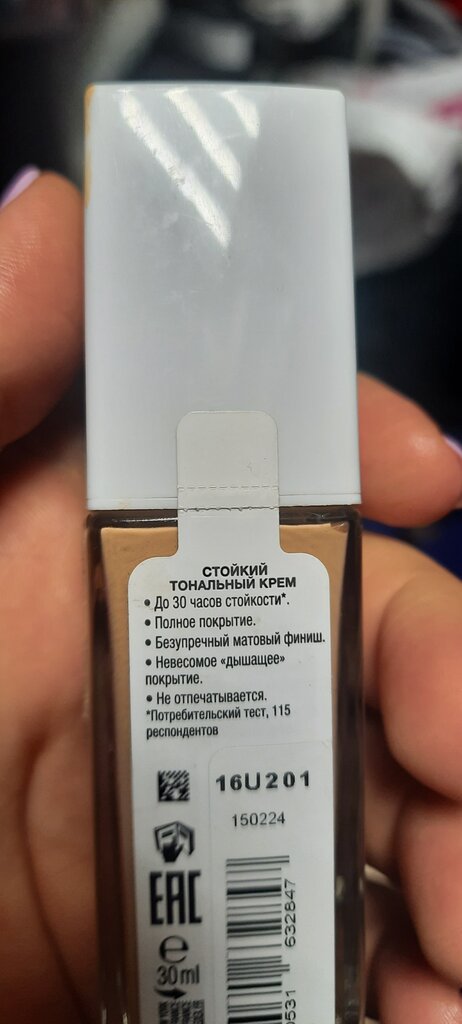 СТОЙКИЙ
ТОНАЛЬНЫЙ КРЕМ
• До 30 часов стойкости*.
• Полное покрытие.
• Безупречный матовый финиш.
• Невесомое «дышащее»
покрытие.
• Не отпечатывается.
*Потребительский тест, 115
респондентов
16U201
150224
EAC
e
30ml
632847
0531